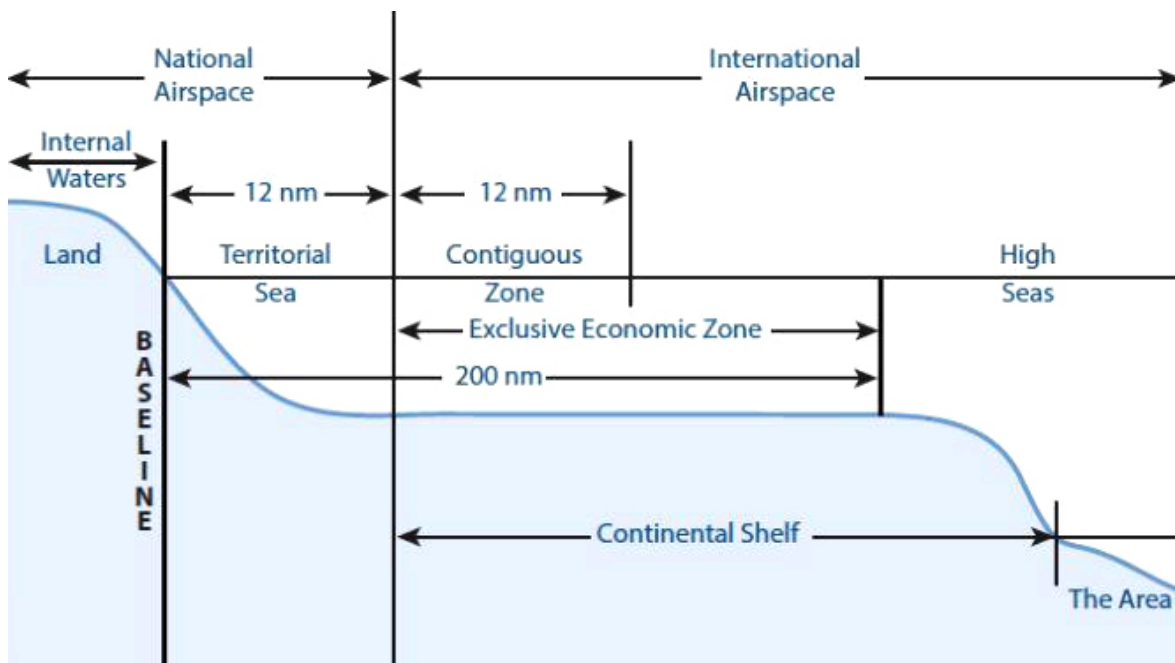 National
Airspace
International
Airspace
Internal
Waters
12 nm
12 nm
Land
Territorial
Sea
Contiguous
Zone
High
Seas
Exclusive Economic Zone
200 nm
BASELINE
Continental Shelf
The Area